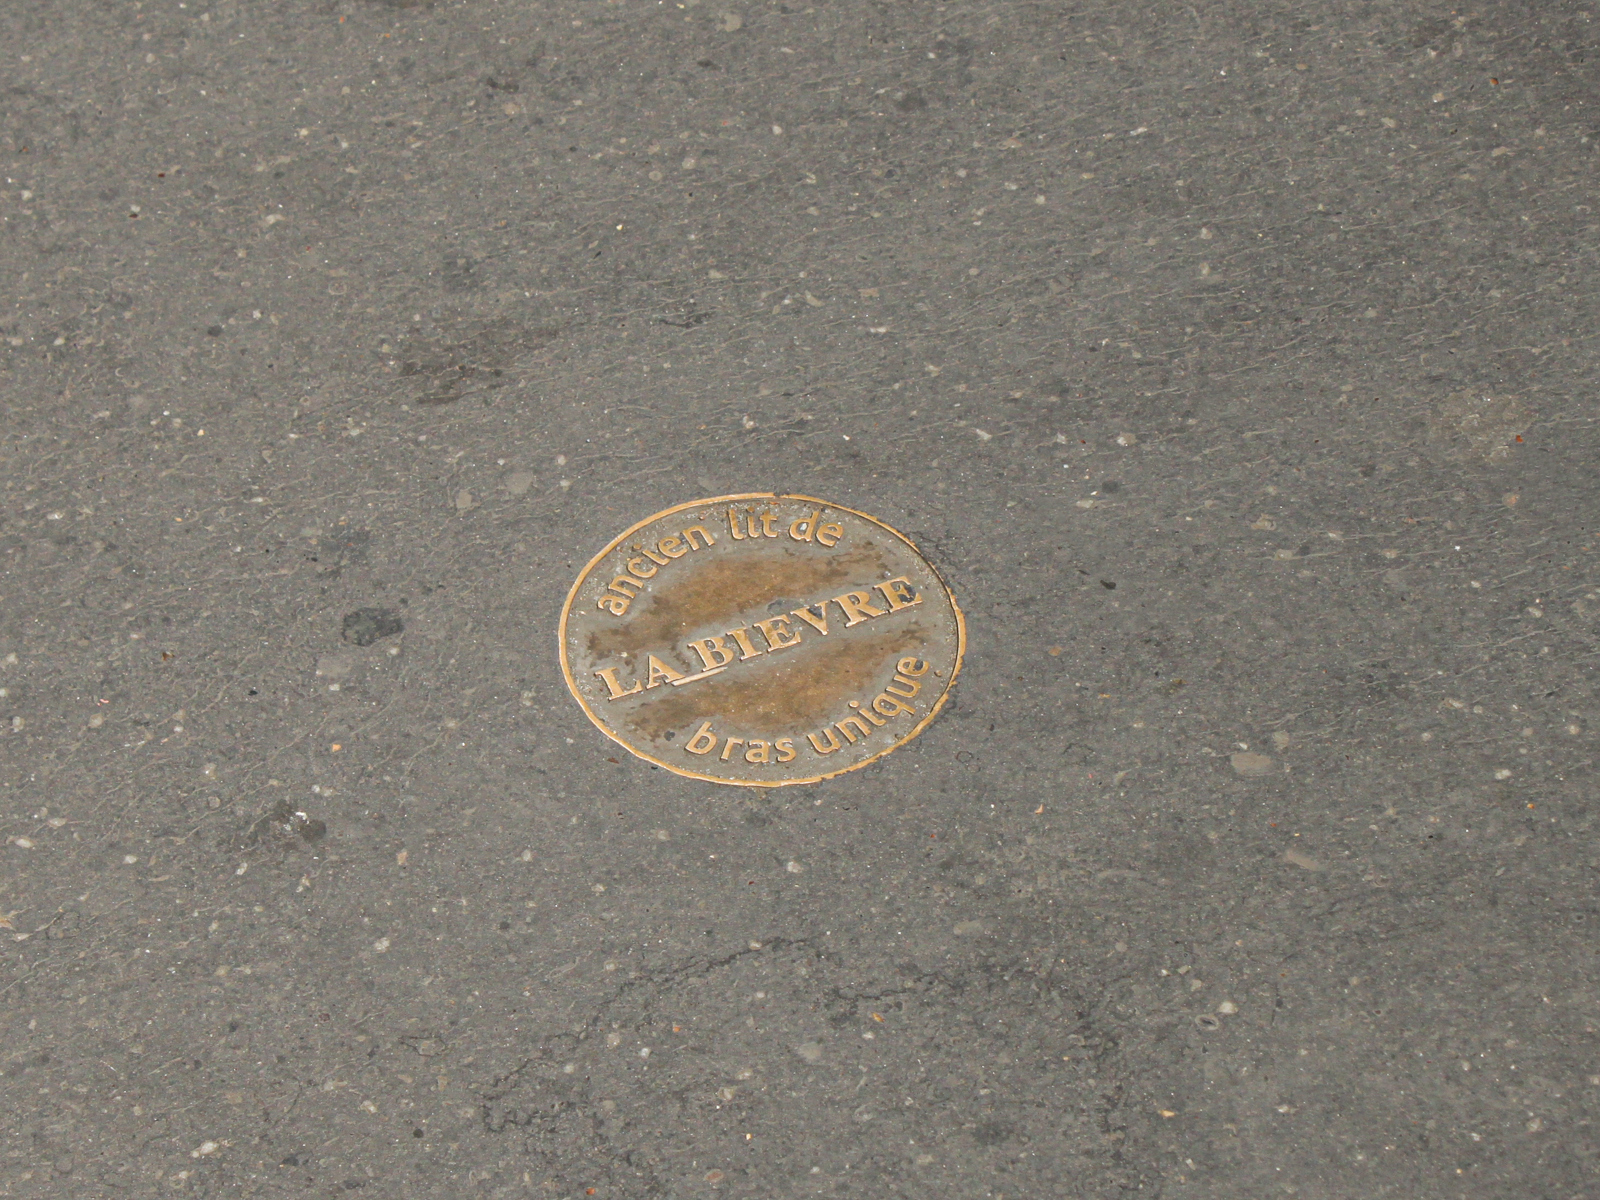 ancien lit de
LA BIEVRE
bras unique